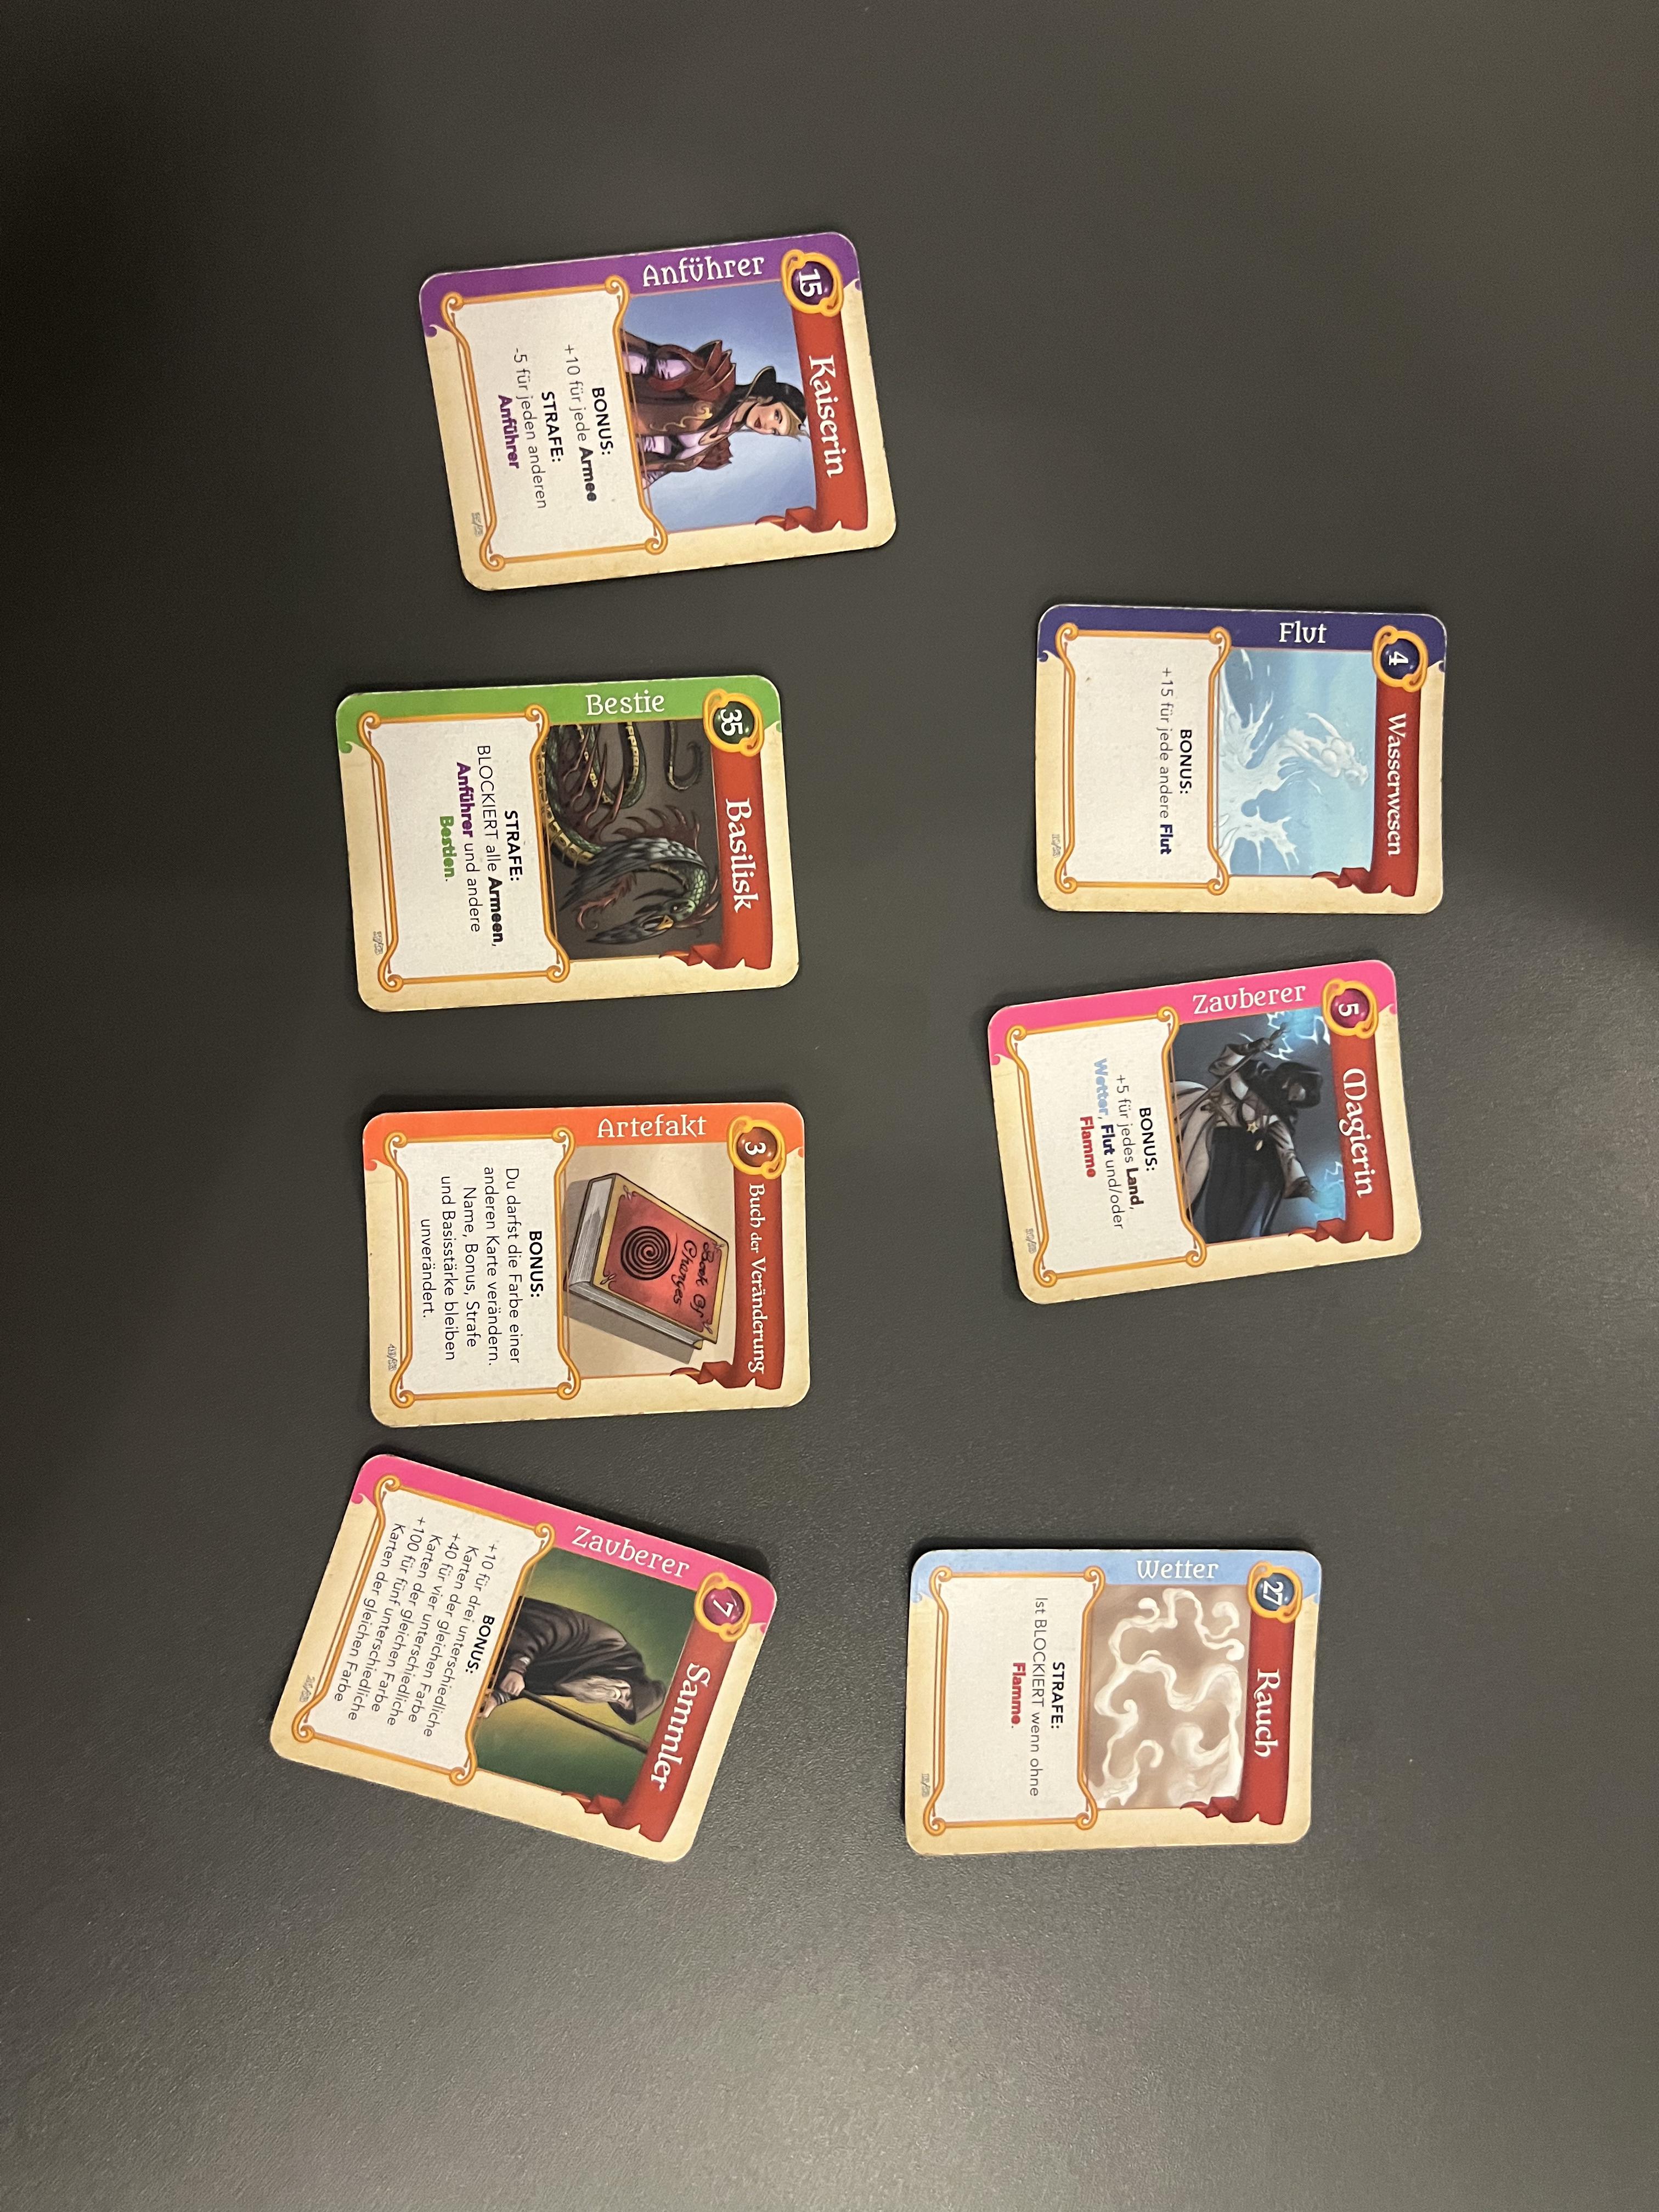 15
Kaiserin
Anführer
BONUS:
+10 für jede Armee
STRAFE:
-5 für jeden anderen
Anführer
4
Wasserwesen
Flut
BONUS:
+15 für jede andere Flut
35
Basilisk
Bestie
STRAFE:
BLOCKIERT alle Armeen,
Anführer und andere
Bestien.
5
Magierin
Zauberer
BONUS:
+5 für jedes Land,
Wetter, Flut und/oder
Flamme
3
Buch der Veränderung
Artefakt
Book Of
Changes
BONUS:
Du darfst die Farbe einer
anderen Karte verändern.
Name, Bonus, Strafe
und Basisstärke bleiben
unverändert.
7
Sammler
Zauberer
BONUS:
+10 für drei unterschiedliche
Karten der gleichen Farbe
+40 für vier unterschiedliche
Karten der gleichen Farbe
+100 für fünf unterschiedliche
Karten der gleichen Farbe
27
Rauch
Wetter
STRAFE:
Ist BLOCKIERT wenn ohne
Flamme.